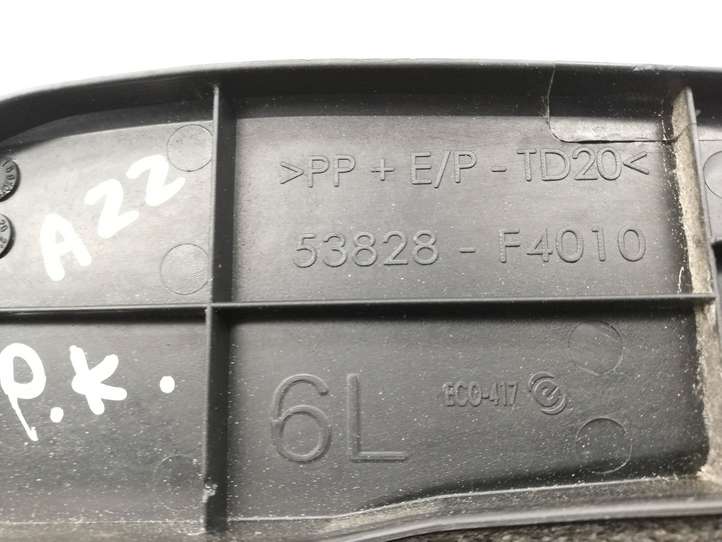 >PP + E/P - TD20<
A22
53828 - F4010
P.K.
6L
ECO-417 e